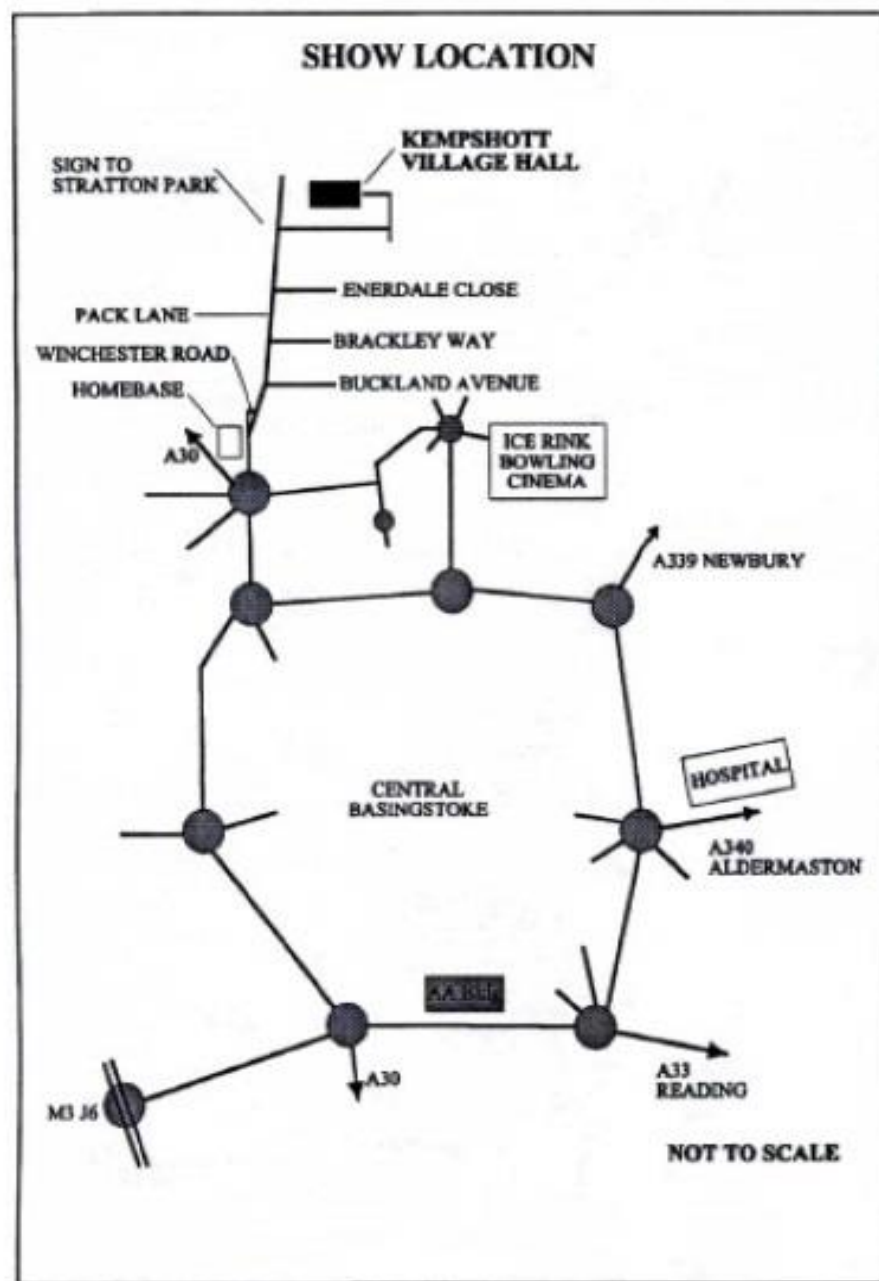 SHOW LOCATION
KEMPSHOTT
VILLAGE HALL
SIGN TO
STRATTON PARK
ENERDALE CLOSE
PACK LANE
BRACKLEY WAY
WINCHESTER ROAD
BUCKLAND AVENUE
HOMEBASE
A30
ICE RINK
BOWLING
CINEMA
A339 NEWBURY
HOSPITAL
CENTRAL
BASINGSTOKE
A340
ALDERMASTON
AA
A30
A33
READING
M3 J6
NOT TO SCALE